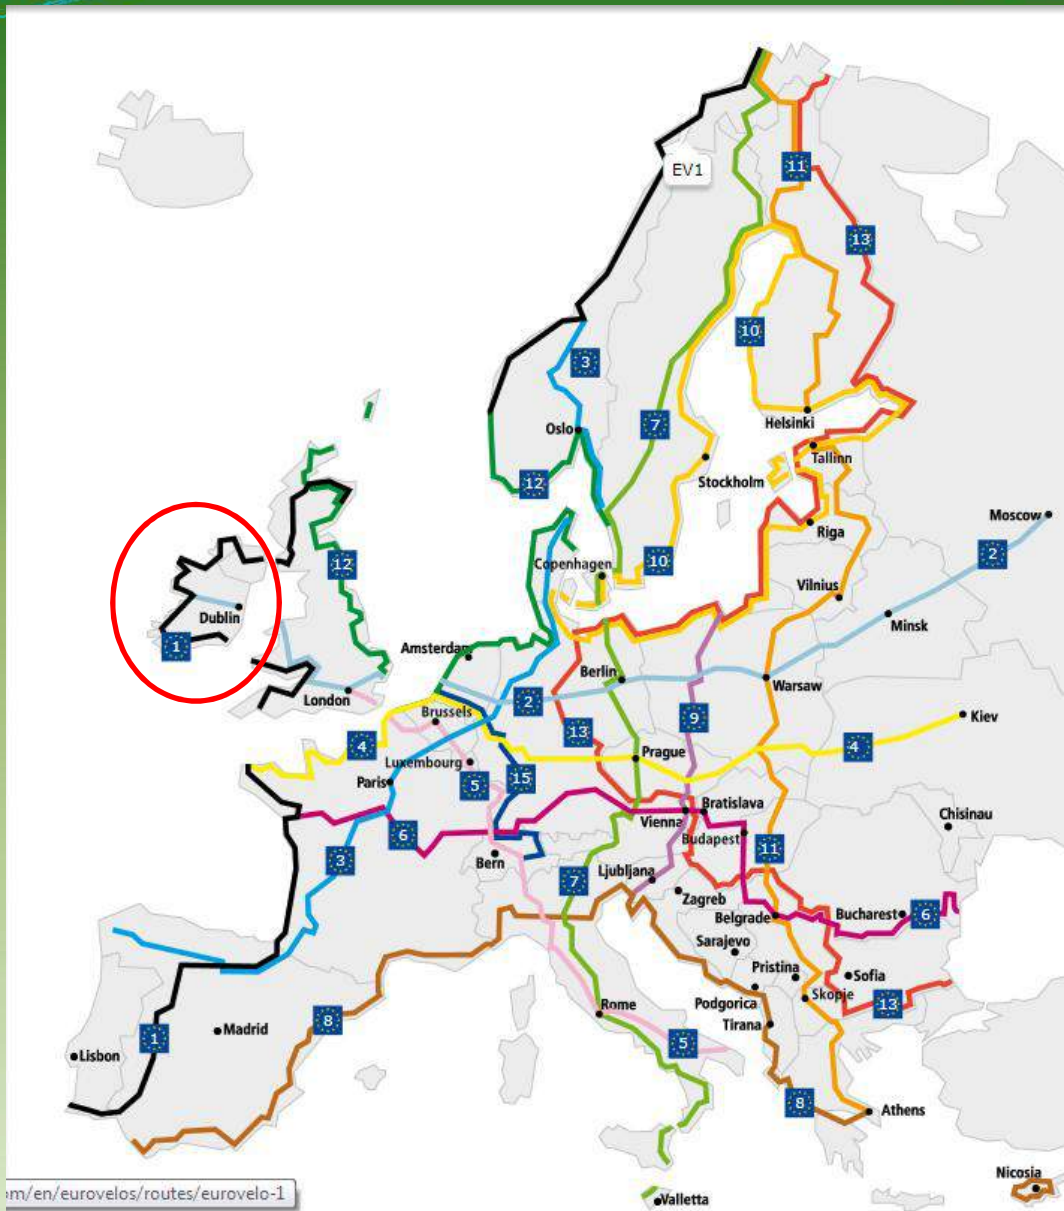 EV1
11
13
10
3
7
Oslo
Helsinki
Tallinn
12
Stockholm
Moscow
Riga
2
12
Copenhagen
10
Vilnius
Dublin
Minsk
1
Amsterdam
Berlin
Warsaw
London
2
Brussels
9
Kiev
13
4
4
Prague
Luxembourg
Paris
5
15
Bratislava
Chisinau
Vienna
6
Budapest
11
3
Bern
Ljubljana
7
Zagreb
Belgrade
Bucharest
6
Sarajevo
Pristina
Sofia
Rome
Podgorica
Skopje
13
8
Madrid
Tirana
1
5
Lisbon
8
Athens
Nicosia
om/en/eurovelos/routes/eurovelo-1
Valletta